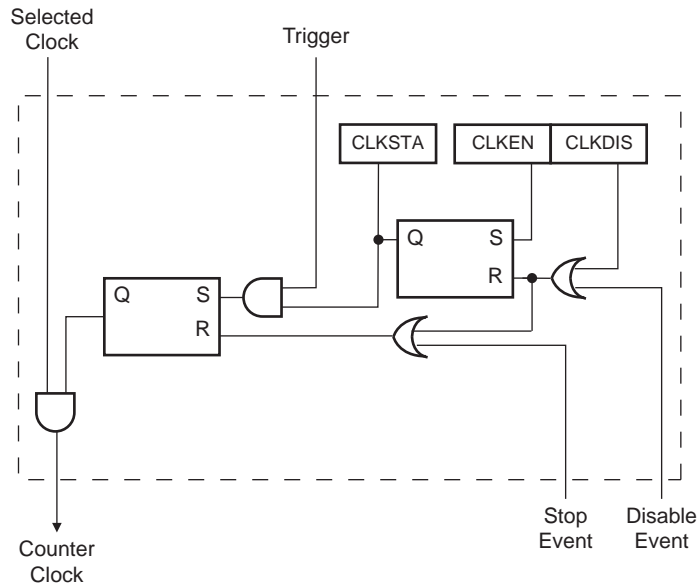 Selected
Clock
Trigger
CLKSTA
CLKEN
CLKDIS
Q
S
R
Q
S
R
Stop
Event
Disable
Event
Counter
Clock